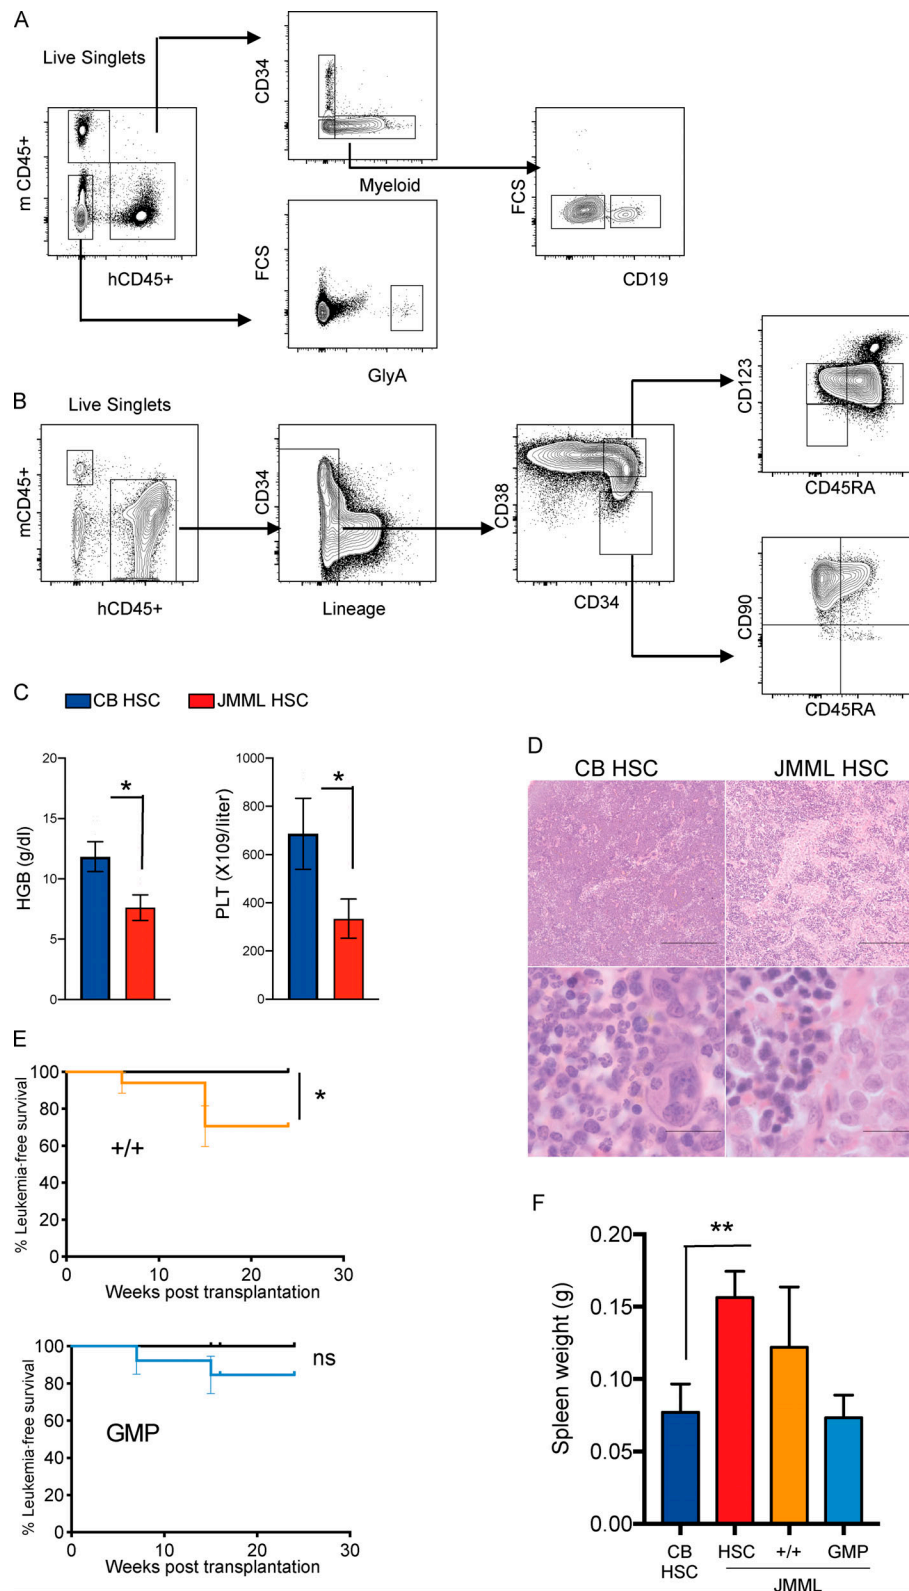 A
Live Singlets
mCD45+
hCD45+
CD34
Myeloid
FCS
CD19
FCS
GlyA
B
Live Singlets
mCD45+
hCD45+
CD34
Lineage
CD38
CD34
CD123
CD45RA
CD90
CD45RA
C
CB HSC
JMML HSC
HGB (g/dl)
20
15
10
5
0
*
PLT (X109/liter)
1000
800
600
400
200
0
*
D
CB HSC
JMML HSC
E
% Leukemia-free survival
100
80
60
40
20
0
+/+
*
0
10
20
30
Weeks post transplantation
% Leukemia-free survival
100
80
60
40
20
0
GMP
ns
0
10
20
30
Weeks post transplantation
F
Spleen weight (g)
0.20
0.15
0.10
0.05
0.00
**
CB
HSC
HSC
+/+
GMP
JMML